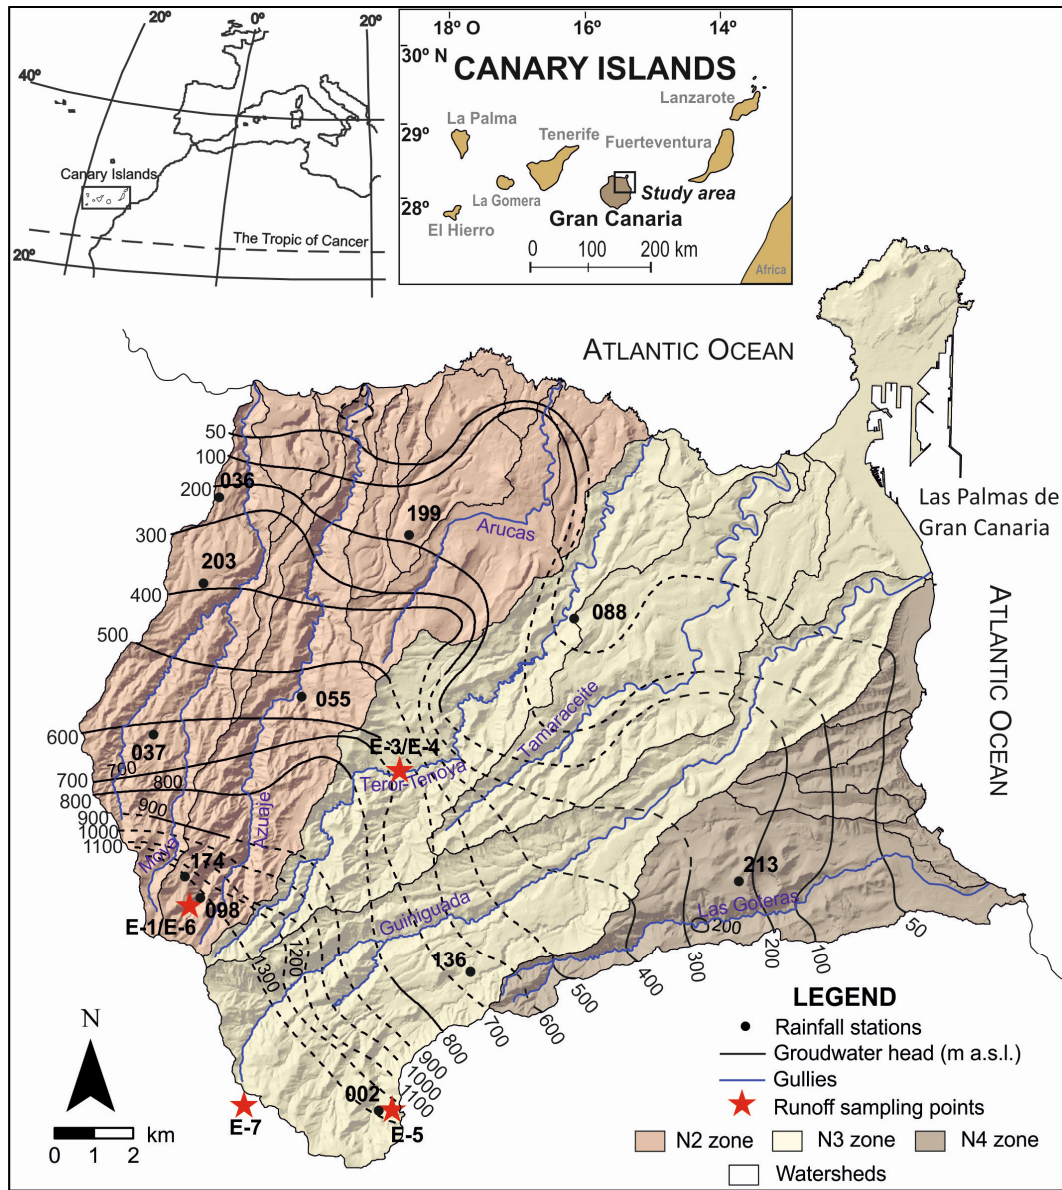 20º
0º
20º
40º
Canary Islands
The Tropic of Cancer
20º
18º O
16º
14º
30º N
CANARY ISLANDS
Lanzarote
La Palma
Tenerife
Fuerteventura
29º
La Gomera
Study area
28º
El Hierro
Gran Canaria
0 100 200 km
Africa
ATLANTIC OCEAN
Las Palmas de
Gran Canaria
ATLANTIC OCEAN
50
100
200
036
300
199
Arucas
203
400
088
500
055
Tamaraceite
600
037
E-3/E-4
Teror-Tenoya
700
700
800
800
900
900
1000
1100
Azuaje
Moya
174
098
E-1/E-6
213
Las Goteras
Guiniguada
200
50
100
200
300
400
500
600
700
800
900
1000
1100
1200
1300
136
002
E-5
E-7
N
0 1 2 km
LEGEND
Rainfall stations
Groudwater head (m a.s.l.)
Gullies
Runoff sampling points
N2 zone
N3 zone
N4 zone
Watersheds